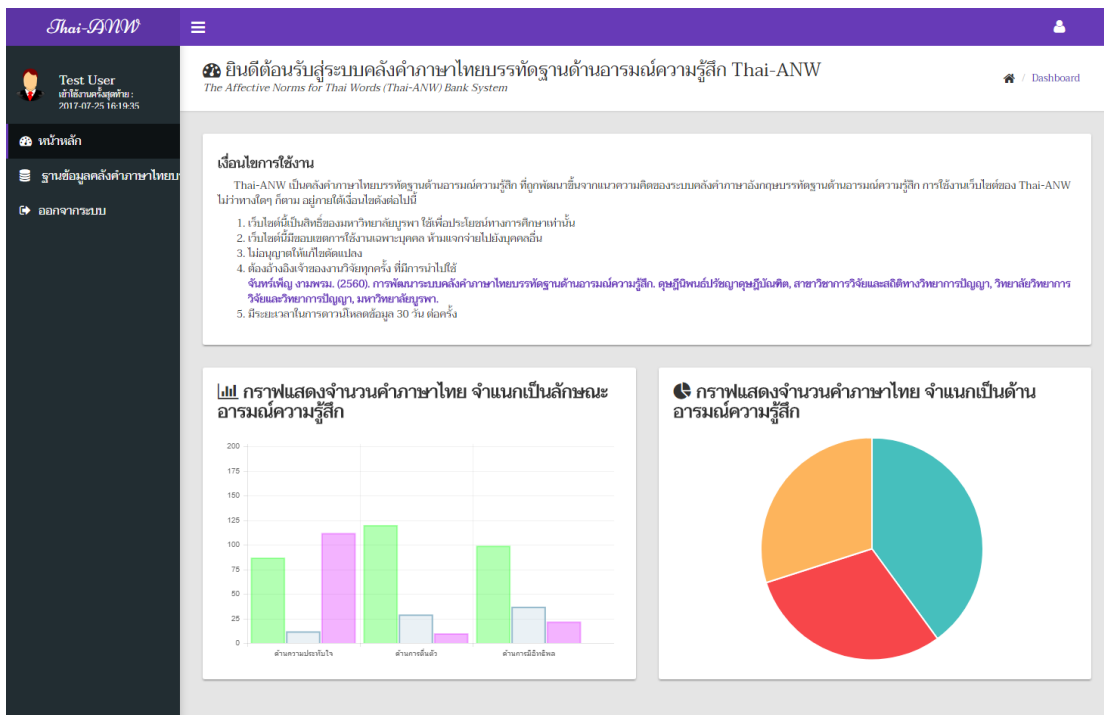 Thai-ANW
Test User
เข้าใช้งานครั้งสุดท้าย :
2017-07-25 16:19:35
หน้าหลัก
ฐานข้อมูลคลังคำภาษาไทยบร
ออกจากระบบ
ยินดีต้อนรับสู่ระบบคลังคำภาษาไทยบรรทัดฐานด้านอารมณ์ความรู้สึก Thai-ANW
The Affective Norms for Thai Words (Thai-ANW) Bank System
/ Dashboard
เงื่อนไขการใช้งาน
Thai-ANW เป็นคลังคำภาษาไทยบรรทัดฐานด้านอารมณ์ความรู้สึก ที่ถูกพัฒนาขึ้นจากแนวความคิดของระบบคลังคำภาษาอังกฤษบรรทัดฐานด้านอารมณ์ความรู้สึก การใช้งานเว็บไซต์ของ Thai-ANW
ไม่ว่าทางใดๆ ก็ตาม อยู่ภายใต้เงื่อนไขดังต่อไปนี้
1. เว็บไซต์นี้เป็นสิทธิ์ของมหาวิทยาลัยบูรพา ใช้เพื่อประโยชน์ทางการศึกษาเท่านั้น
2. เว็บไซต์นี้มีขอบเขตการใช้งานเฉพาะบุคคล ห้ามแจกจ่ายไปยังบุคคลอื่น
3. ไม่อนุญาตให้แก้ไขดัดแปลง
4. ต้องอ้างอิงเจ้าของงานวิจัยทุกครั้ง ที่มีการนำไปใช้
จันทร์เพ็ญ งามพรม. (2560). การพัฒนาระบบคลังคำภาษาไทยบรรทัดฐานด้านอารมณ์ความรู้สึก. ดุษฎีนิพนธ์ปรัชญาดุษฎีบัณฑิต, สาขาวิชาการวิจัยและสถิติทางวิทยาการปัญญา, วิทยาลัยวิทยาการ
วิจัยและวิทยาการปัญญา, มหาวิทยาลัยบูรพา.
5. มีระยะเวลาในการดาวน์โหลดข้อมูล 30 วัน ต่อครั้ง
กราฟแสดงจำนวนคำภาษาไทย จำแนกเป็นลักษณะ
อารมณ์ความรู้สึก
200
175
150
125
100
75
50
25
0
ด้านความประทับใจ
ด้านการตื่นตัว
ด้านการมีอิทธิพล
กราฟแสดงจำนวนคำภาษาไทย จำแนกเป็นด้าน
อารมณ์ความรู้สึก